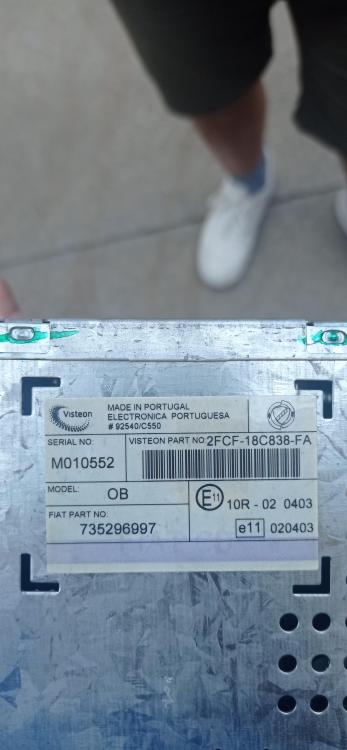 Visteon
MADE IN PORTUGAL
ELECTRONICA PORTUGUESA
# 92540/C550
SERIAL NO:
M010552
VISTEON PART NO: 2FCF-18C838-FA
MODEL: OB
FIAT PART NO:
735296997
E11 10R - 02 0403
e11 020403